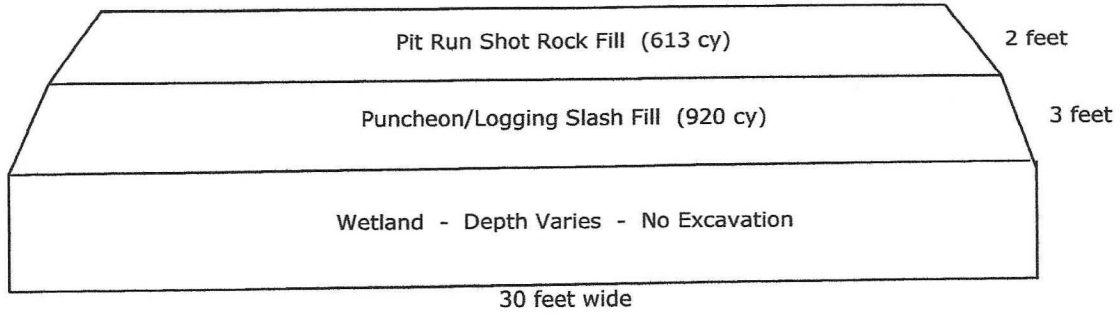 Pit Run Shot Rock Fill (613 cy)
2 feet
Puncheon/Logging Slash Fill (920 cy)
3 feet
Wetland - Depth Varies - No Excavation
30 feet wide